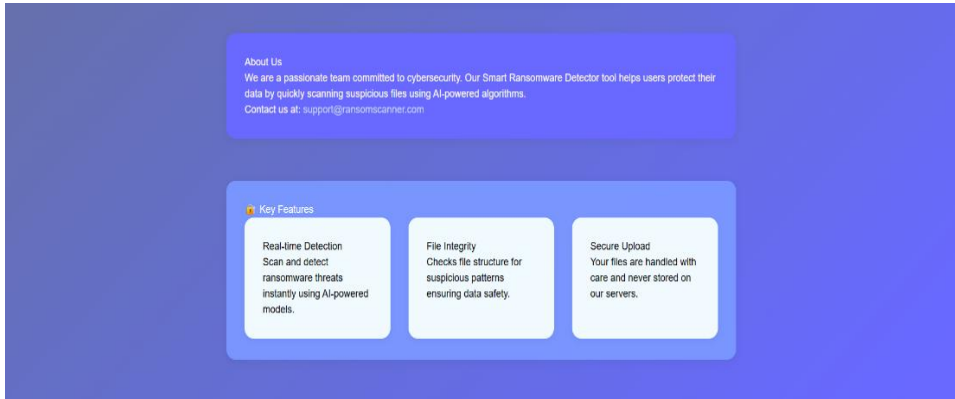 About Us
We are a passionate team committed to cybersecurity. Our Smart Ransomware Detector tool helps users protect their
data by quickly scanning suspicious files using AI-powered algorithms.
Contact us at: support@ransomscanner.com
🔒 Key Features
Real-time Detection
Scan and detect
ransomware threats
instantly using AI-powered
models.
File Integrity
Checks file structure for
suspicious patterns
ensuring data safety.
Secure Upload
Your files are handled with
care and never stored on
our servers.